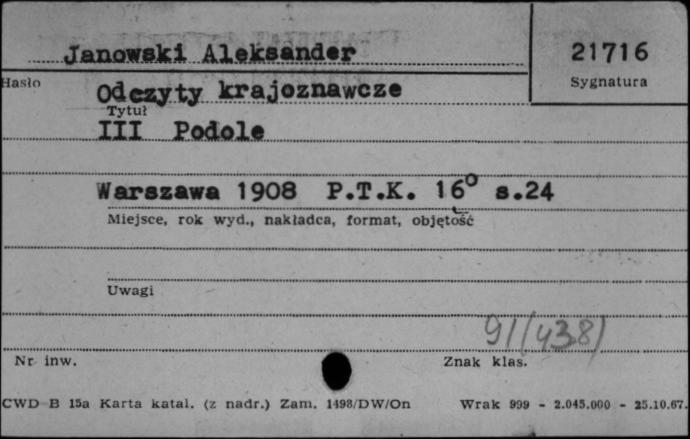 Janowski Aleksander
21716
Hasło
Sygnatura
Odczyty krajoznawcze
Tytuł
III Podole
Warszawa 1908 P.T.K. 16° s.24
Miejsce, rok wyd., nakładca, format, objętość
Uwagi
91/438)
Nr inw.
Znak klas.
CWD B 15a Karta katal. (z nadr.) Zam. 1498/DW/On
Wrak 999 - 2.045.000 - 25.10.67.